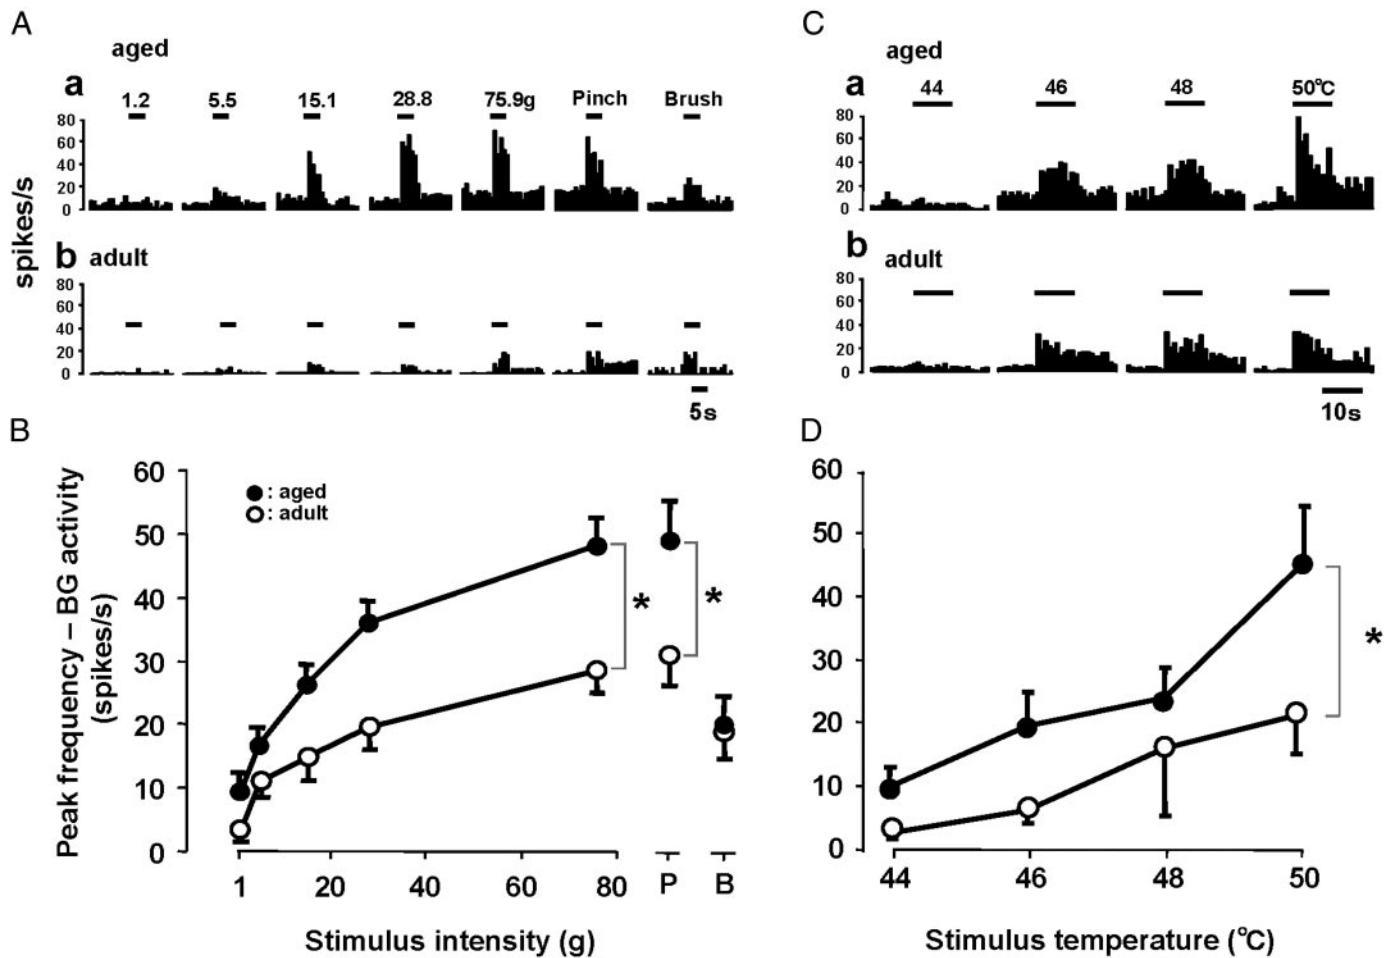 A
aged
a
1.2 5.5 15.1 28.8 75.9g Pinch Brush
80
60
40
20
0
spikes/s
b adult
80
60
40
20
0
5s
C
aged
a
44 46 48 50°C
80
60
40
20
0
b
adult
80
60
40
20
0
10s
B
60
50
40
30
20
10
0
Peak frequency – BG activity
(spikes/s)
●: aged
○: adult
*
*
1 20 40 60 80 P B
Stimulus intensity (g)
D
60
50
40
30
20
10
0
*
44 46 48 50
Stimulus temperature (°C)